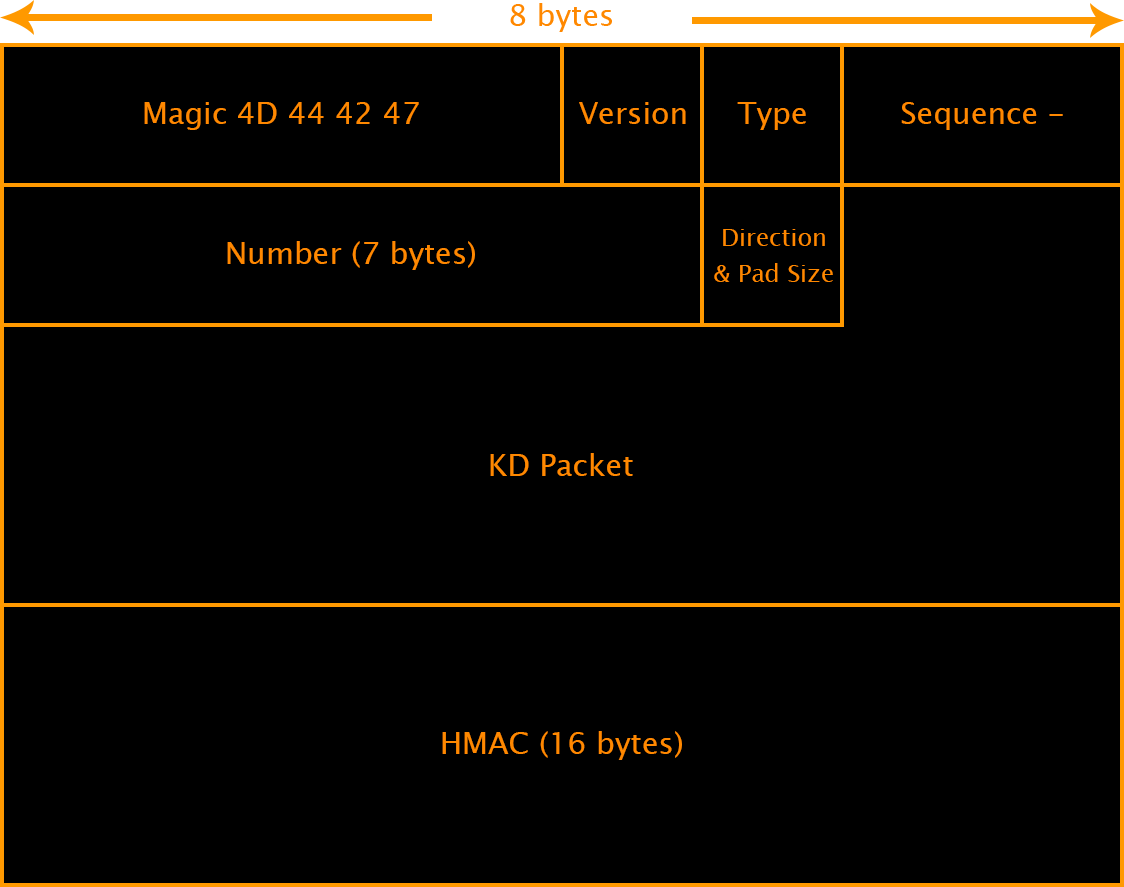 8 bytes
Magic 4D 44 42 47
Version
Type
Sequence –
Number (7 bytes)
Direction
& Pad Size
KD Packet
HMAC (16 bytes)